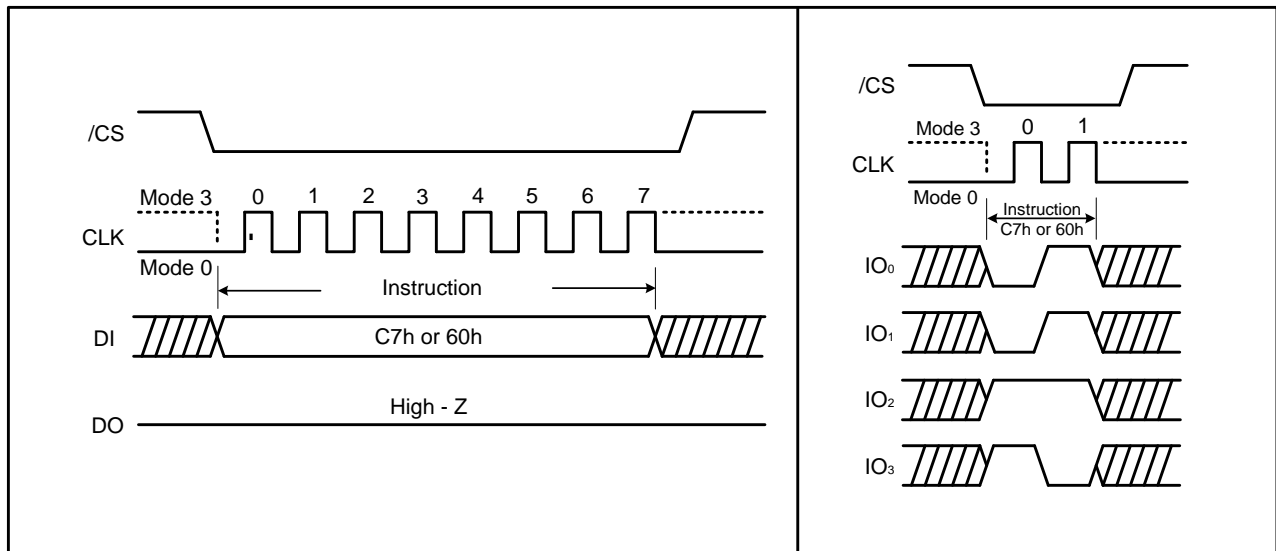 /CS
Mode 3
0 1 2 3 4 5 6 7
CLK
Mode 0
Instruction
DI
C7h or 60h
High - Z
DO
/CS
Mode 3
0 1
CLK
Mode 0
Instruction
C7h or 60h
IO0
IO1
IO2
IO3